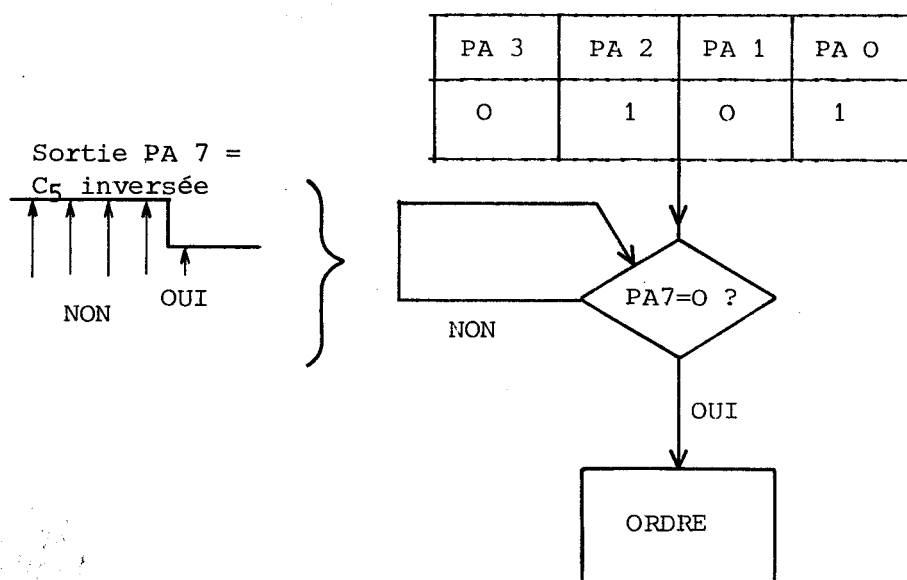 PA 3 PA 2 PA 1 PA O
O 1 O 1
Sortie PA 7 =
C5 inversée
NON
OUI
PA7=O ?
NON
OUI
ORDRE